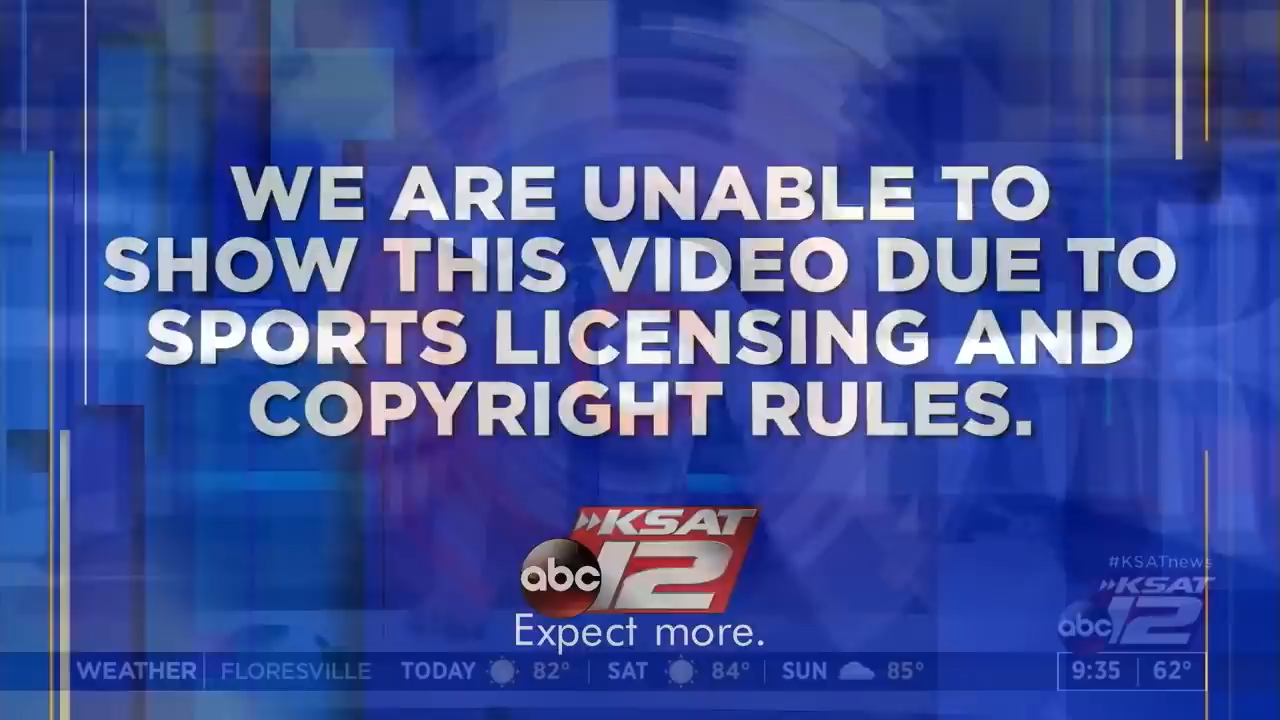 WE ARE UNABLE TO
SHOW THIS VIDEO DUE TO
SPORTS LICENSING AND
COPYRIGHT RULES.
KSAT
abc 12
Expect more.
#KSATnews
KSAT
abc 12
WEATHER FLORESVILLE TODAY 82° SAT 84° SUN 85° 9:35 62°